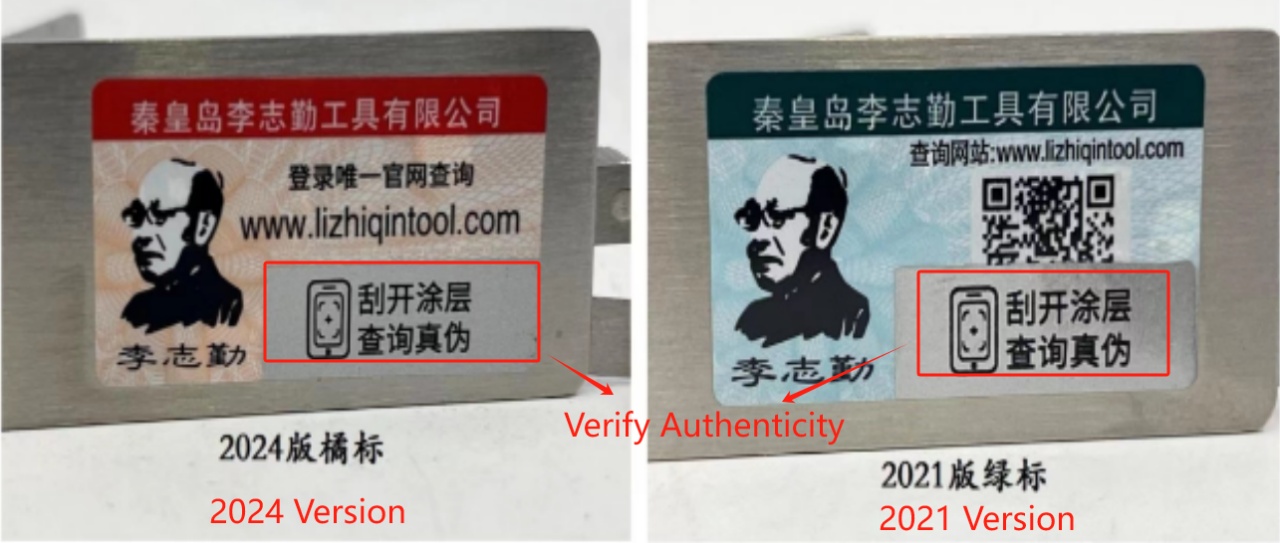 秦皇岛李志勤工具有限公司
登录唯一官网查询
www.lizhiqintool.com
刮开涂层
查询真伪
李志勤
2024版橘标
2024 Version
秦皇岛李志勤工具有限公司
查询网站:www.lizhiqintool.com
刮开涂层
查询真伪
李志勤
Verify Authenticity
2021版绿标
2021 Version